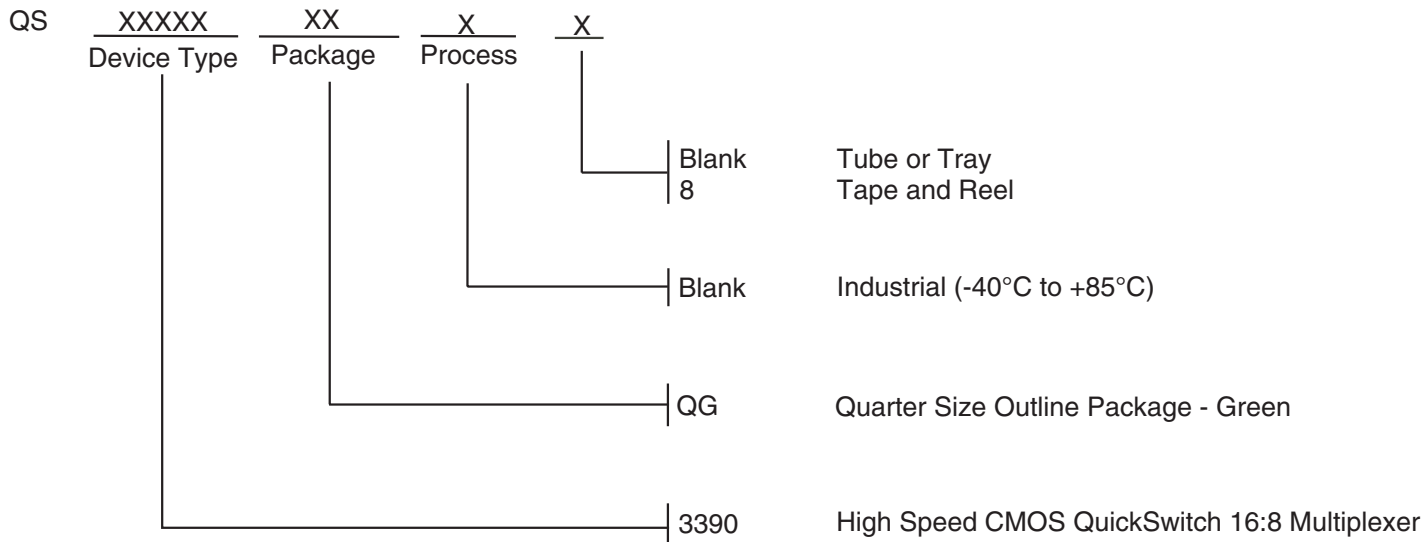 QS XXXXX XX X X
Device Type Package Process
Blank Tube or Tray
8 Tape and Reel
Blank Industrial (-40°C to +85°C)
QG Quarter Size Outline Package - Green
3390 High Speed CMOS QuickSwitch 16:8 Multiplexer